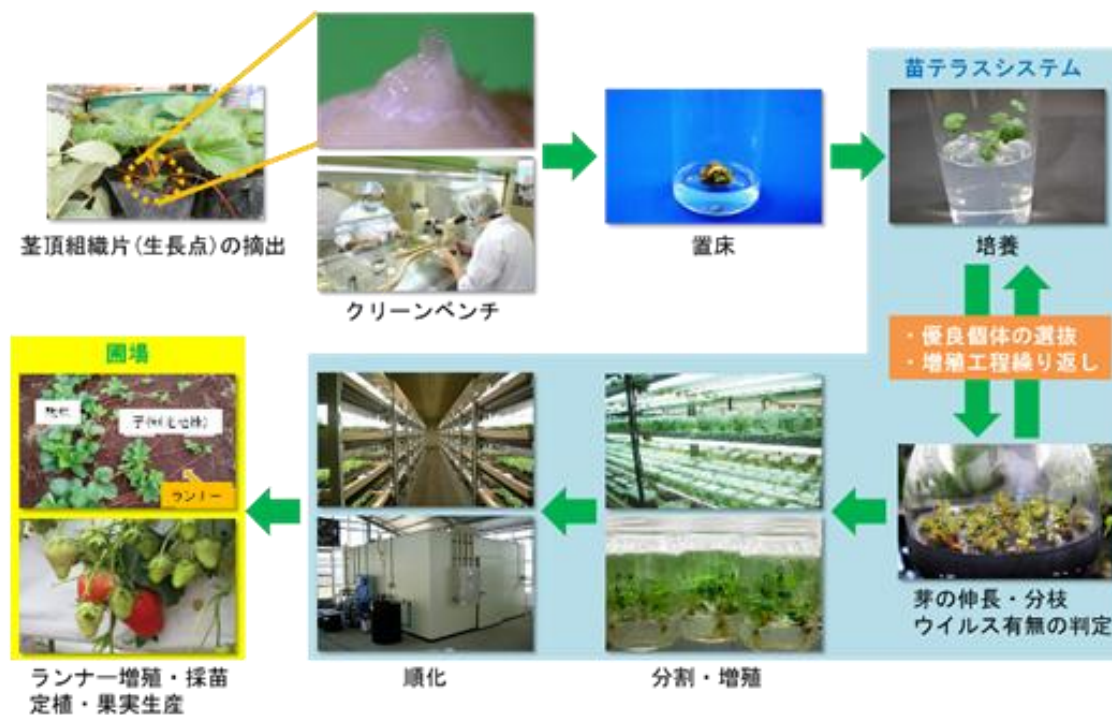 茎頂組織片(生長点)の摘出
クリーンベンチ
置床
苗テラスシステム
培養
・優良個体の選抜
・増殖工程繰り返し
芽の伸長・分枝
ウイルス有無の判定
分割・増殖
順化
圃場
ランナー
ランナー増殖・採苗
定植・果実生産